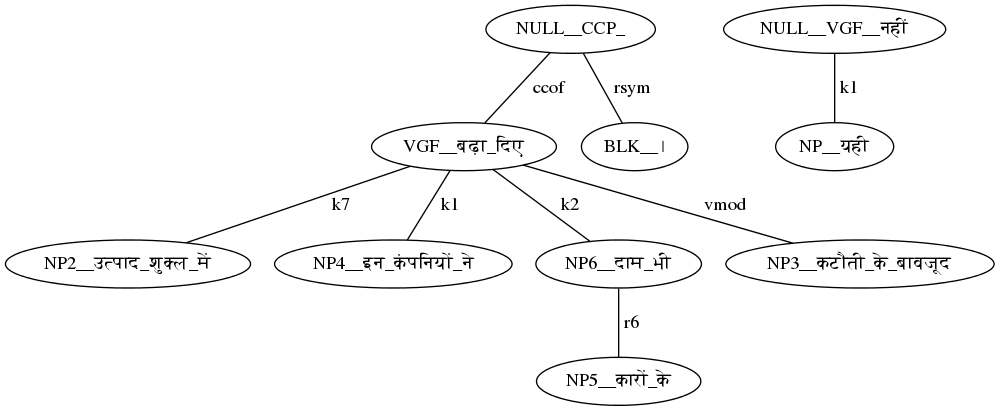 NULL__CCP_ NULL__VGF__नहीं
ccof rsym k1
VGF__बढ़ा_दिए BLK__। NP__यही
k7 k1 k2 vmod
NP2__उत्पाद_शुक्ल_में NP4__इन_कंपनियों_ने NP6__दाम_भी NP3__कटौती_के_बावजूद
r6
NP5__कारों_के